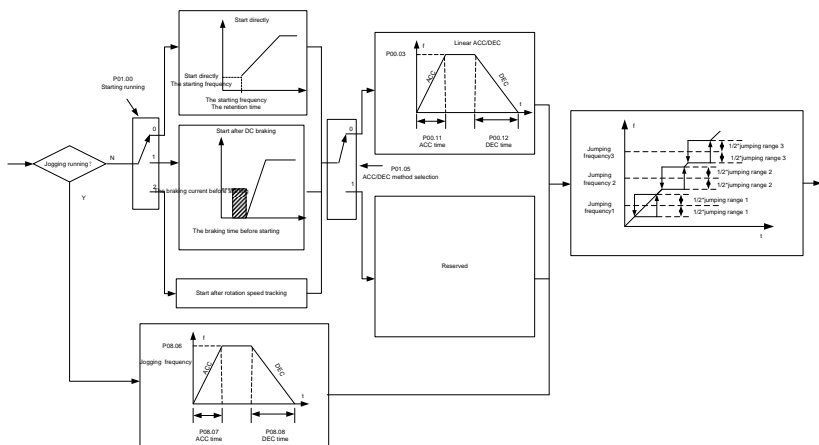 Start directly
Start directly
The starting frequency
The starting frequency
The retention time
P01.00
Starting running
0
1
2
Jogging running?
N
Y
Start after DC braking
The braking current before starting
The braking time before starting
Start after rotation speed tracking
0
1
P01.05
ACC/DEC method selection
P00.03
f
Linear ACC/DEC
ACC
DEC
t
P00.11
ACC time
P00.12
DEC time
Reserved
P08.06
Jogging frequency
f
ACC
DEC
t
P08.07
ACC time
P08.08
DEC time
f
Jumping
frequency3
1/2*jumping range 3
1/2*jumping range 3
Jumping
frequency 2
1/2*jumping range 2
1/2*jumping range 2
Jumping
frequency1
1/2*jumping range 1
1/2*jumping range 1
t